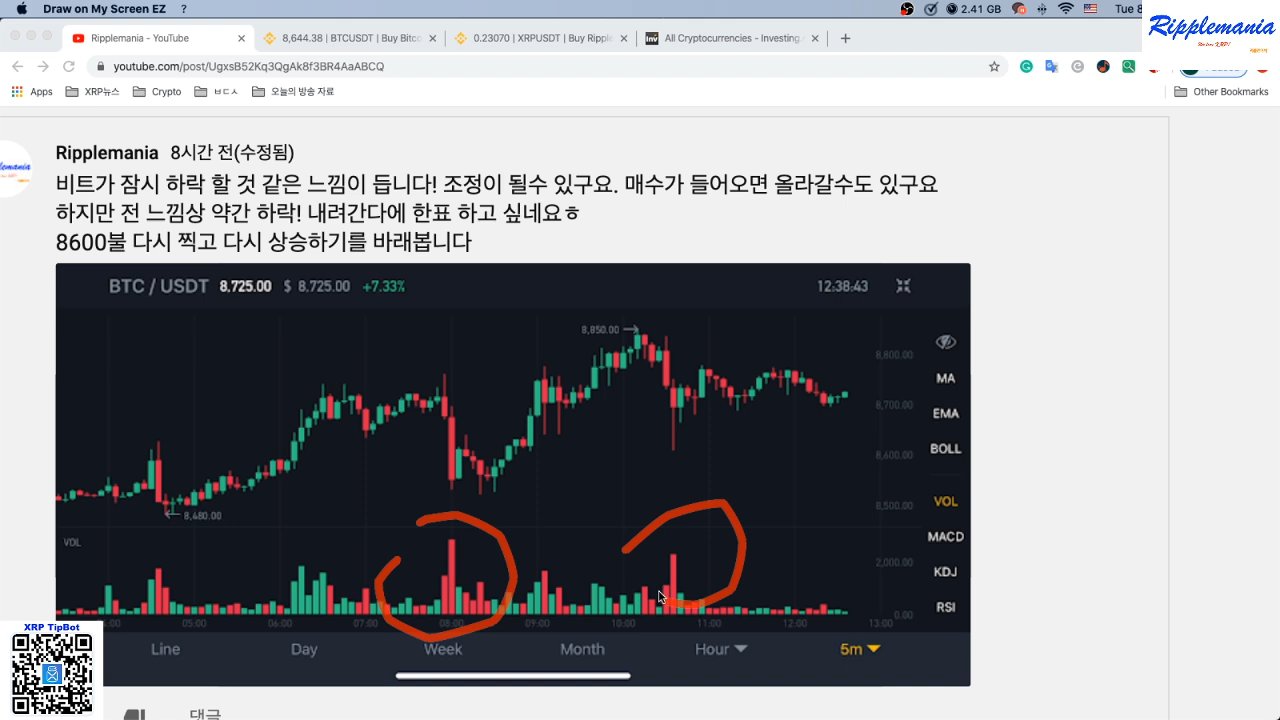 Draw on My Screen EZ ?
2.41 GB
Tue 8
Ripplemania
Ripplemania - YouTube
8,644.38 | BTCUSDT | Buy Bitco
0.23070 | XRPUSDT | Buy Ripple
Inv
All Cryptocurrencies - Investing.
youtube.com/post/UgxsB52Kq3QgAk8f3BR4AaABCQ
Apps
XRP뉴스
Crypto
ㅂㄷㅅ
오늘의 방송 자료
Other Bookmarks
Ripplemania 8시간 전(수정됨)
비트가 잠시 하락 할 것 같은 느낌이 듭니다! 조정이 될수 있구요. 매수가 들어오면 올라갈수도 있구요
하지만 전 느낌상 약간 하락! 내려간다에 한표 하고 싶네요ㅎ
8600불 다시 찍고 다시 상승하기를 바래봅니다
BTC / USDT 8,725.00 $ 8,725.00 +7.33%
12:38:43
8,850.00
8,800.00
MA
8,700.00
EMA
BOLL
8,600.00
VOL
8,500.00
8,480.00
VOL
MACD
2,000.00
KDJ
RSI
0.00
:00 05:00 06:00 07:00 08:00 09:00 10:00 11:00 12:00 13:00
XRP TipBot
Line
Day
Week
Month
Hour
5m
댓글